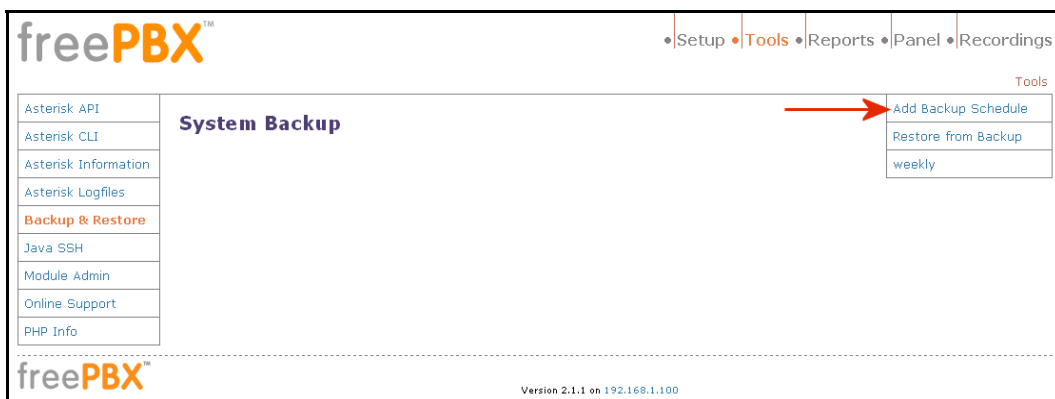 freePBX™
Setup Tools Reports Panel Recordings
Tools
Asterisk API
Asterisk CLI
Asterisk Information
Asterisk Logfiles
Backup & Restore
Java SSH
Module Admin
Online Support
PHP Info
System Backup
Add Backup Schedule
Restore from Backup
weekly
freePBX™
Version 2.1.1 on 192.168.1.100